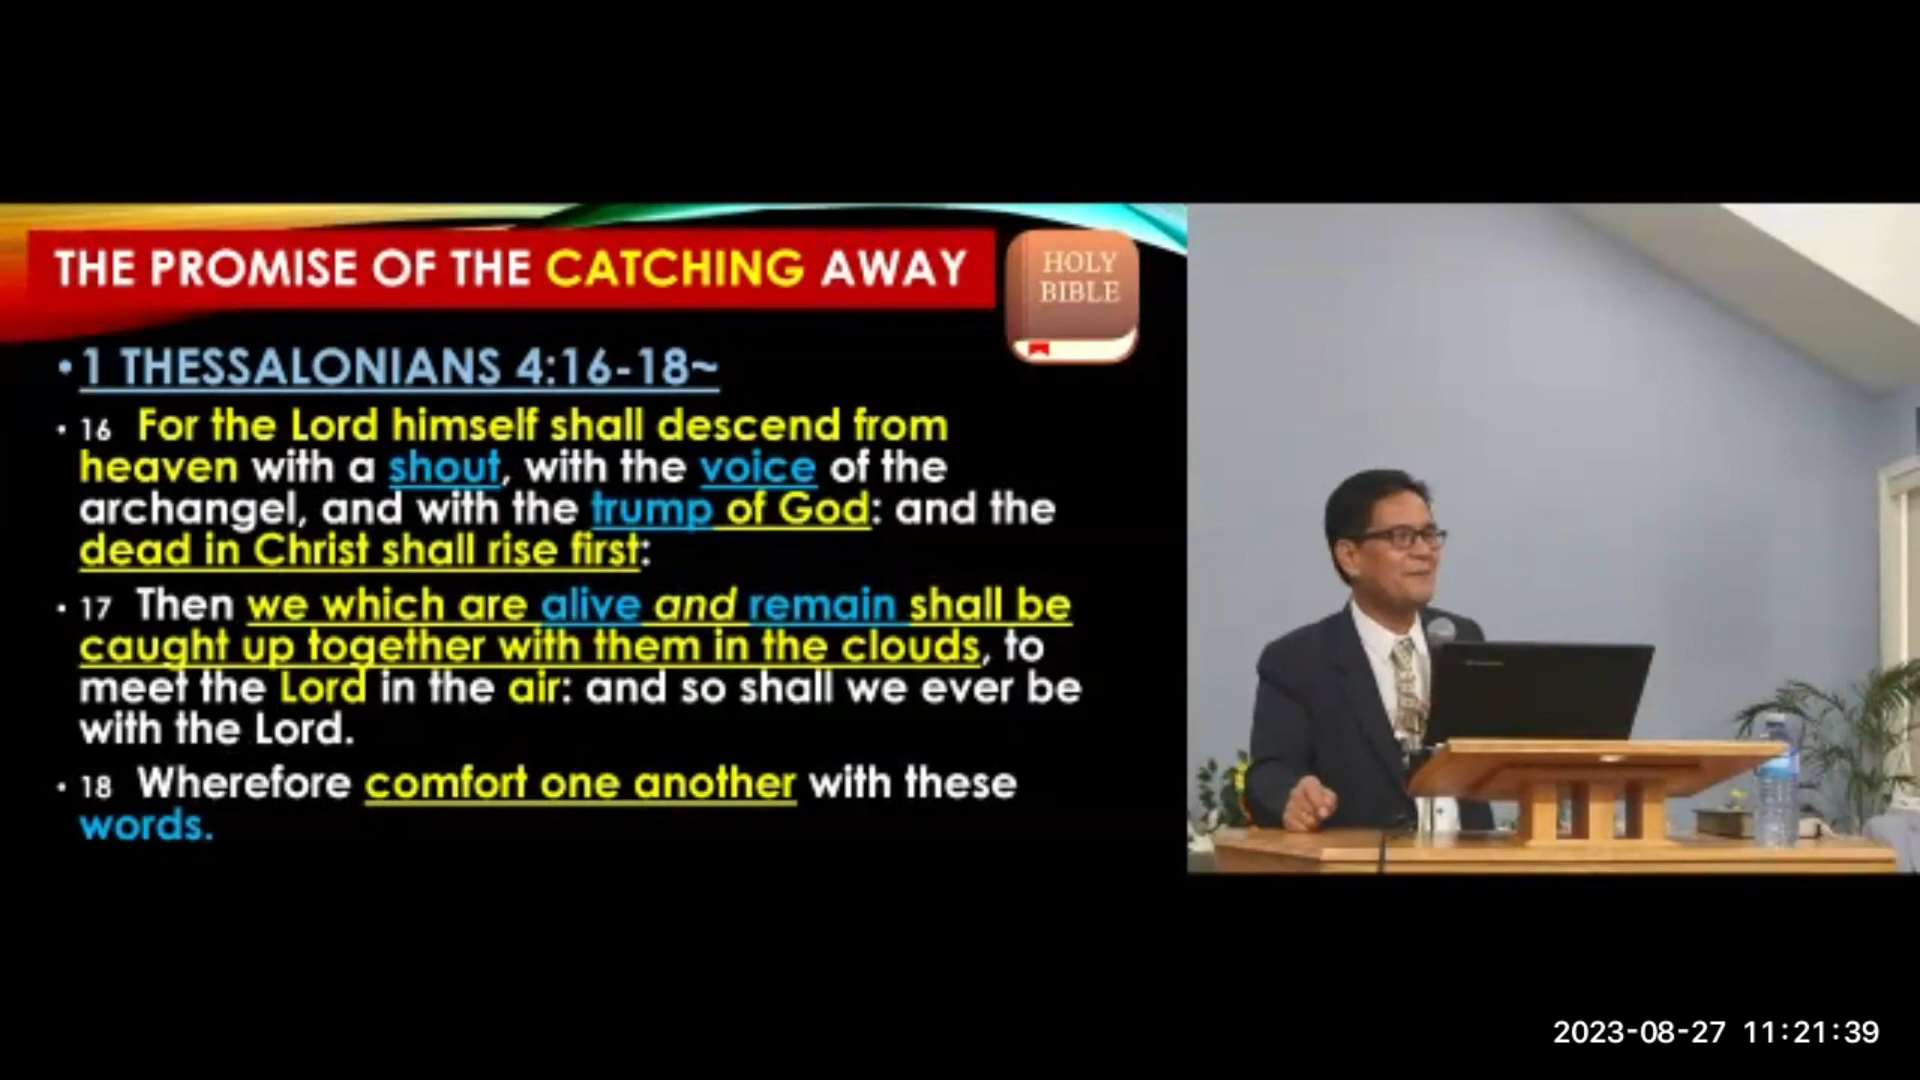 THE PROMISE OF THE CATCHING AWAY
HOLY
BIBLE
• 1 THESSALONIANS 4:16-18~
• 16 For the Lord himself shall descend from
heaven with a shout, with the voice of the
archangel, and with the trump of God: and the
dead in Christ shall rise first:
• 17 Then we which are alive and remain shall be
caught up together with them in the clouds, to
meet the Lord in the air: and so shall we ever be
with the Lord.
• 18 Wherefore comfort one another with these
words.
2023-08-27 11:21:39